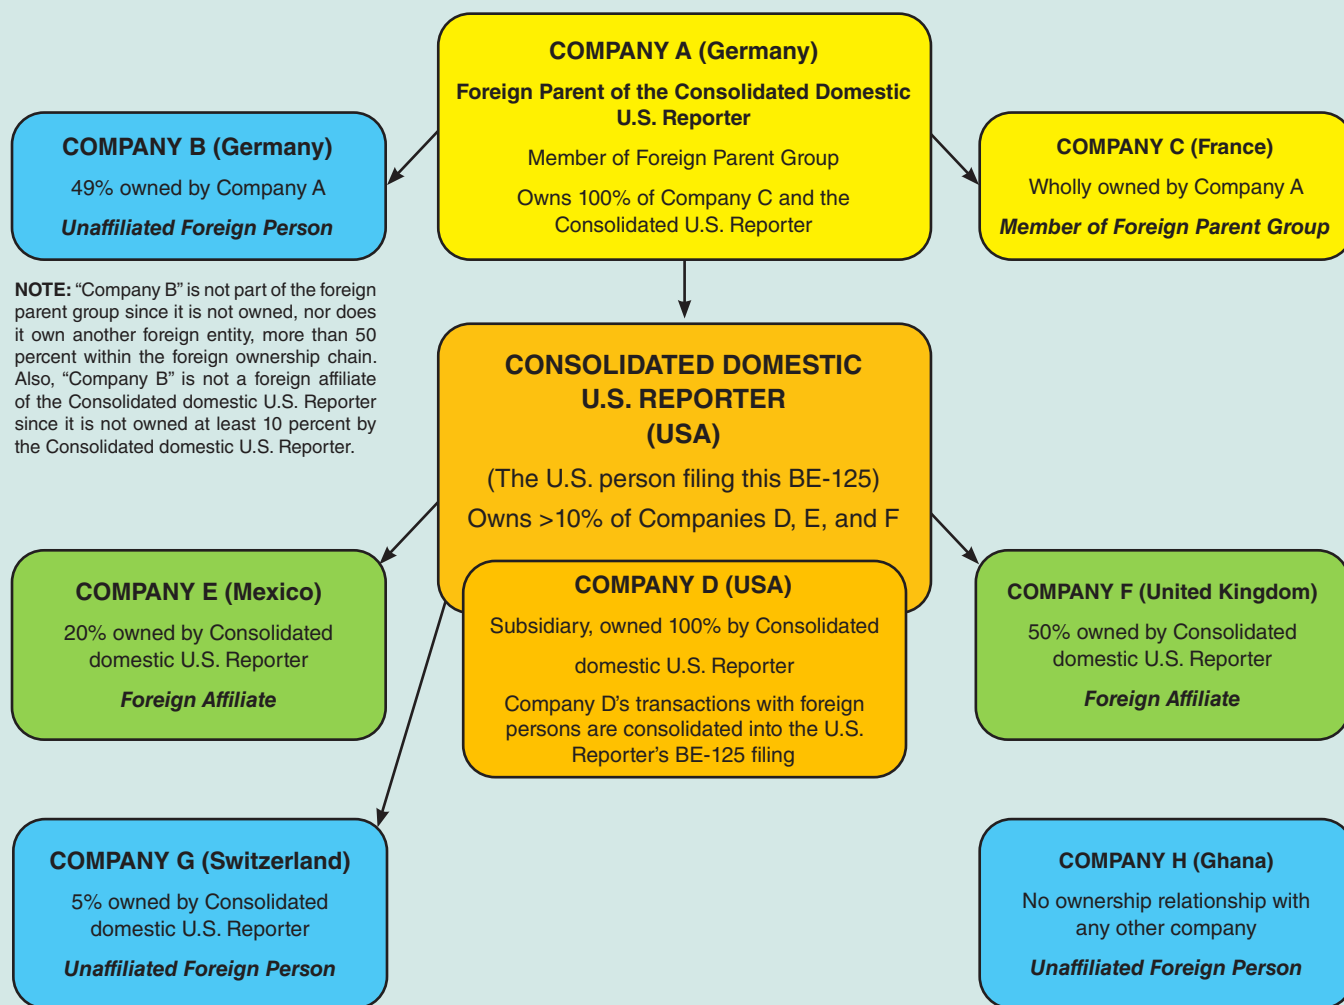 COMPANY A (Germany)
Foreign Parent of the Consolidated Domestic
U.S. Reporter
Member of Foreign Parent Group
Owns 100% of Company C and the
Consolidated U.S. Reporter
COMPANY B (Germany)
49% owned by Company A
Unaffiliated Foreign Person
COMPANY C (France)
Wholly owned by Company A
Member of Foreign Parent Group
NOTE: “Company B” is not part of the foreign
parent group since it is not owned, nor does
it own another foreign entity, more than 50
percent within the foreign ownership chain.
Also, “Company B” is not a foreign affiliate
of the Consolidated domestic U.S. Reporter
since it is not owned at least 10 percent by
the Consolidated domestic U.S. Reporter.
CONSOLIDATED DOMESTIC
U.S. REPORTER
(USA)
(The U.S. person filing this BE-125)
Owns >10% of Companies D, E, and F
COMPANY E (Mexico)
20% owned by Consolidated
domestic U.S. Reporter
Foreign Affiliate
COMPANY D (USA)
Subsidiary, owned 100% by Consolidated
domestic U.S. Reporter
Company D’s transactions with foreign
persons are consolidated into the U.S.
Reporter’s BE-125 filing
COMPANY F (United Kingdom)
50% owned by Consolidated
domestic U.S. Reporter
Foreign Affiliate
COMPANY G (Switzerland)
5% owned by Consolidated
domestic U.S. Reporter
Unaffiliated Foreign Person
COMPANY H (Ghana)
No ownership relationship with
any other company
Unaffiliated Foreign Person